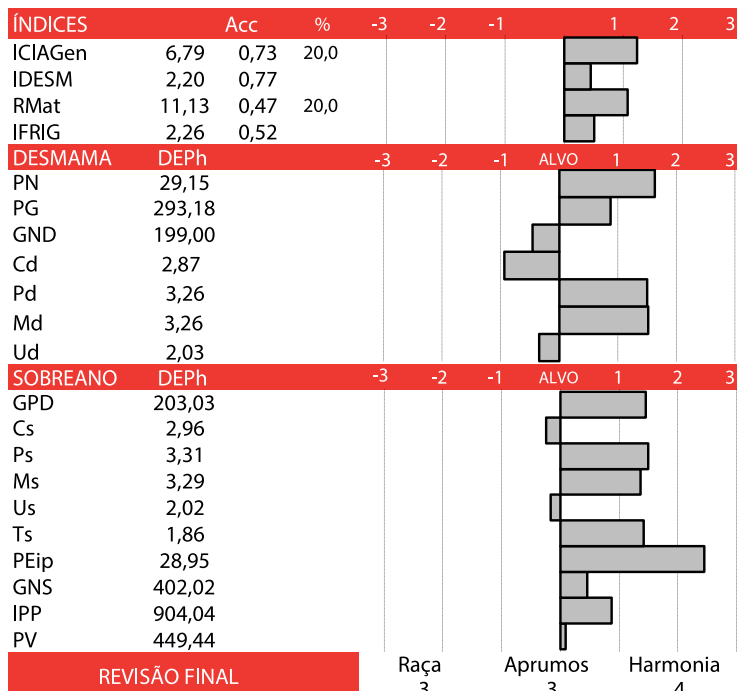 ÍNDICES Acc % -3 -2 -1 1 2 3
ICIAGen 6,79 0,73 20,0
IDESM 2,20 0,77
RMat 11,13 0,47 20,0
IFRIG 2,26 0,52
DESMAMA DEPh -3 -2 -1 ALVO 1 2 3
PN 29,15
PG 293,18
GND 199,00
Cd 2,87
Pd 3,26
Md 3,26
Ud 2,03
SOBREANO DEPh -3 -2 -1 ALVO 1 2 3
GPD 203,03
Cs 2,96
Ps 3,31
Ms 3,29
Us 2,02
Ts 1,86
PEip 28,95
GNS 402,02
IPP 904,04
PV 449,44
REVISÃO FINAL Raça Aprumos Harmonia
3 3 4